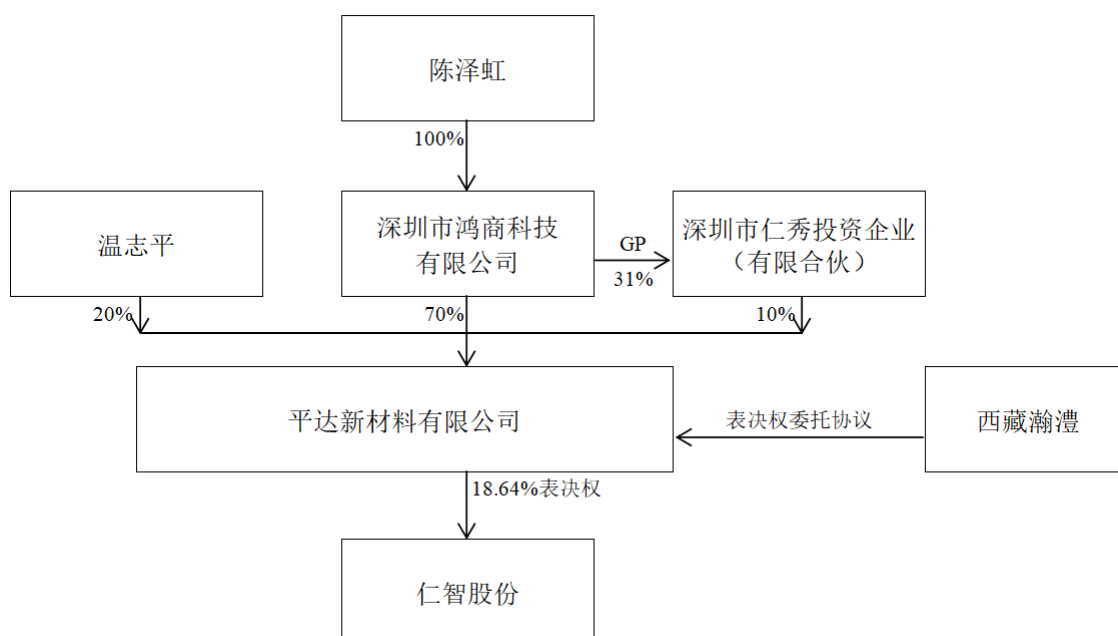 陈泽虹
100%
温志平
深圳市鸿商科技
有限公司
GP
31%
深圳市仁秀投资企业
（有限合伙）
20%
70%
10%
平达新材料有限公司
表决权委托协议
西藏瀚澧
18.64%表决权
仁智股份